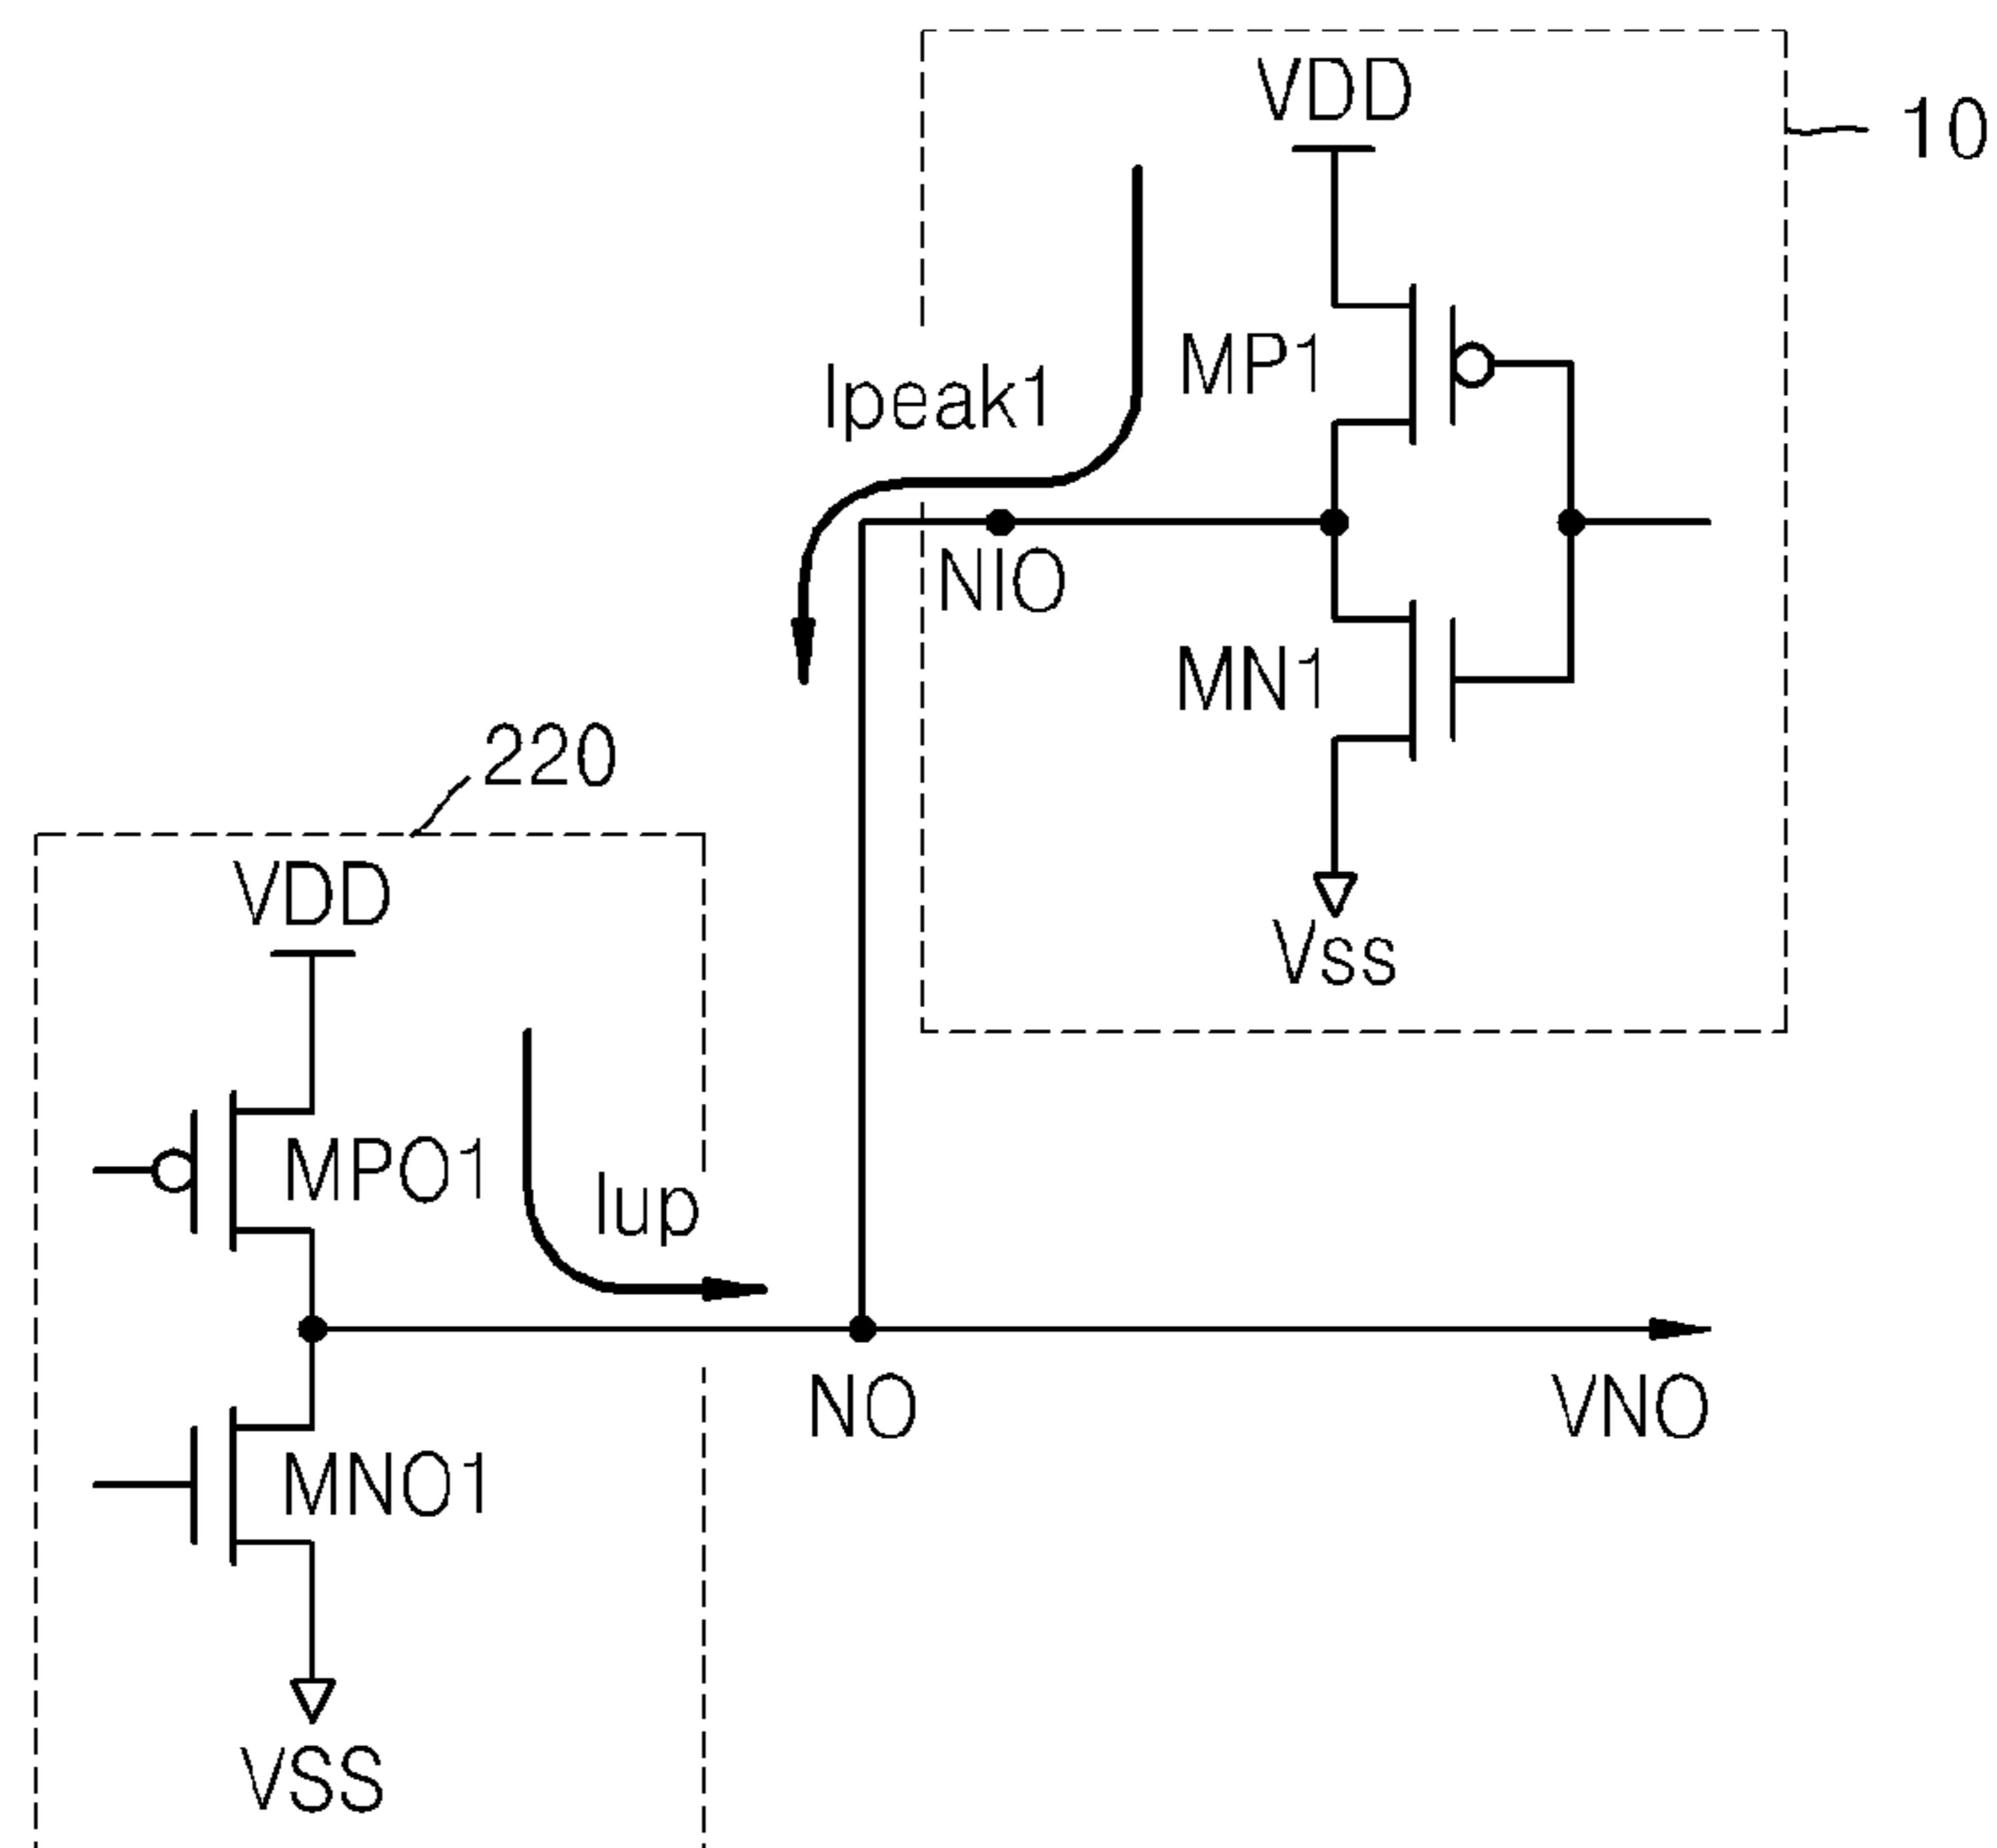 VDD
10
MP1
Ipeak1
NIO
MN1
220
VDD
Vss
MPO1
Iup
NO
VNO
MNO1
VSS